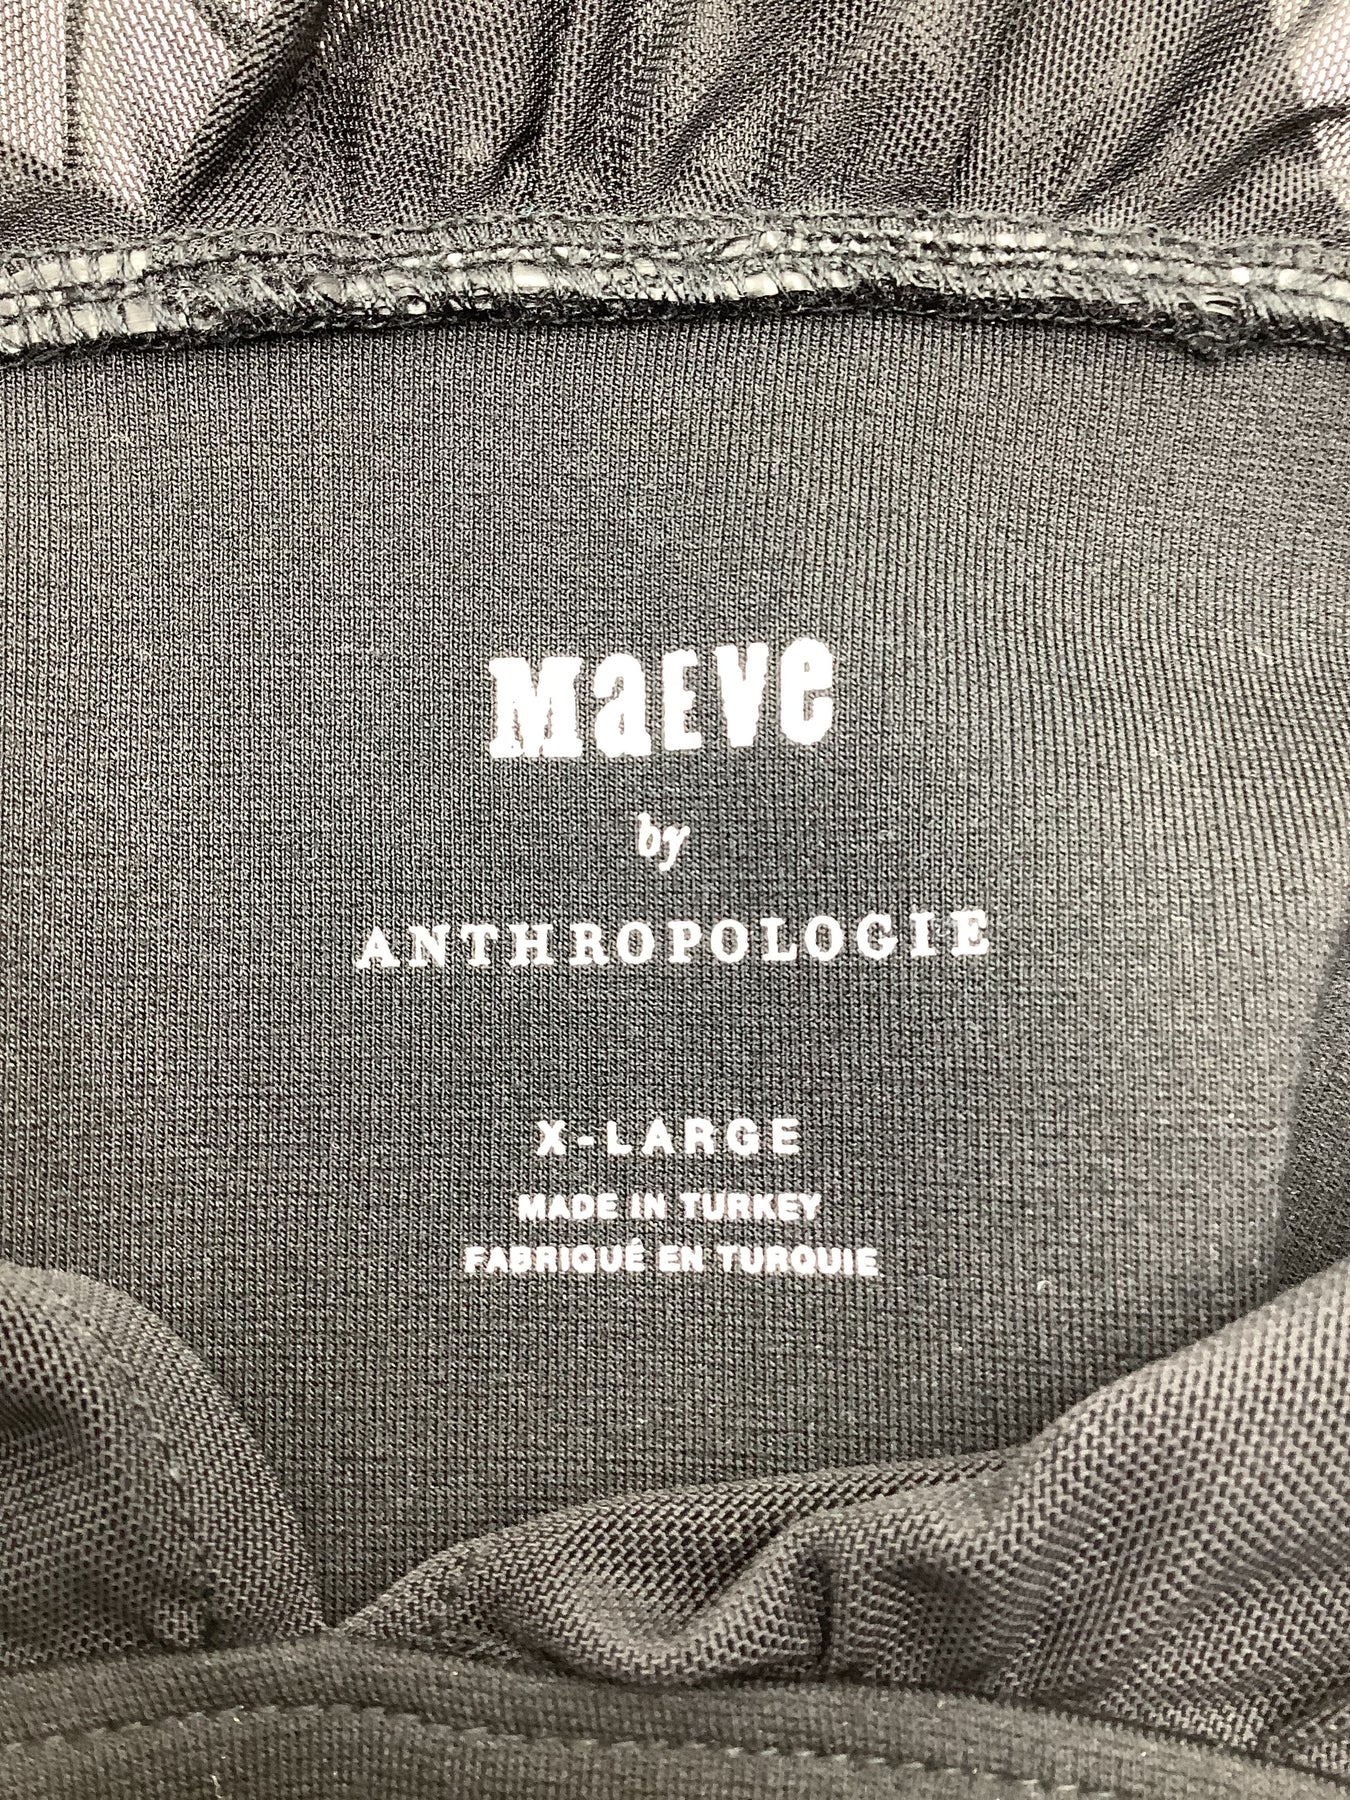 Maeve
by
ANTHROPOLOGIE
X-LARGE
MADE IN TURKEY
FABRIQUÉ EN TURQUIE